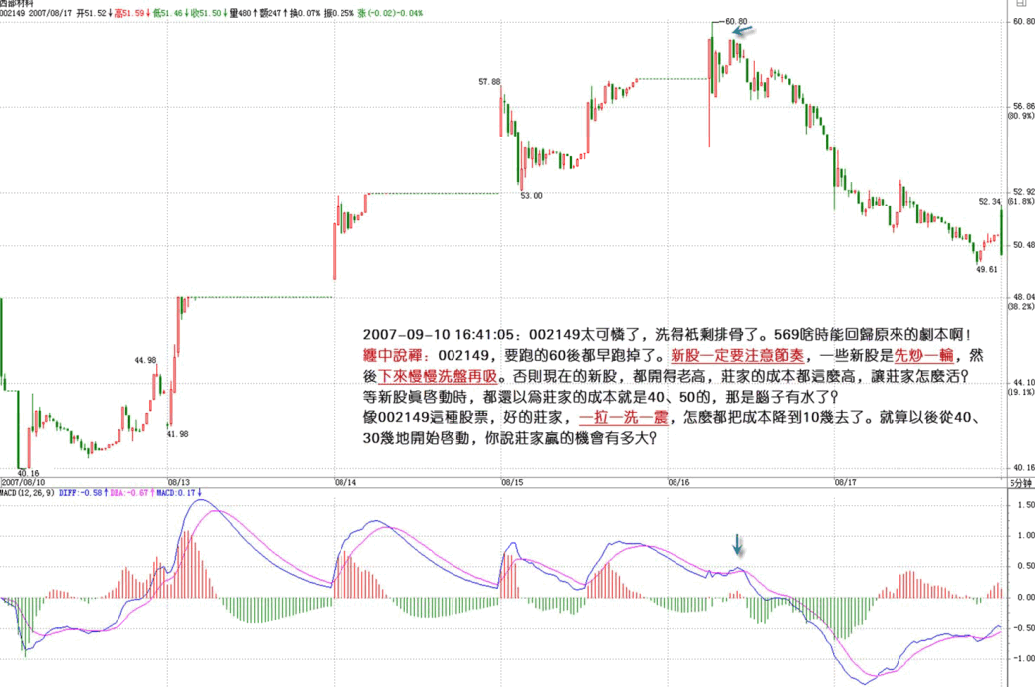 西部材料
002149 2007/08/17 开51.52↓高51.59↓低51.46↓收51.50↓量480↑额247↑换0.07% 振0.25% 涨(-0.02)-0.04%
60.80
60.80
57.88
56.86
(80.9%)
53.00
52.92
(61.8%)
52.34
50.48
49.61
48.04
(38.2%)
2007-09-10 16:41:05：002149太可憐了，洗得衹剩排骨了。569啥時能回歸原來的劇本啊！
纏中說禪：002149，要跑的60後都早跑掉了。新股一定要注意節奏，一些新股是先炒一輪，然
後下來慢慢洗盤再吸。否則現在的新股，都開得老高，莊家的成本都這麼高，讓莊家怎麼活？
等新股眞啓動時，都還以爲莊家的成本就是40、50的，那是腦子有水了？
像002149這種股票，好的莊家，一拉一洗一震，怎麼都把成本降到10幾去了。就算以後從40、
30幾地開始啓動，你說莊家贏的機會有多大？
44.98
44.10
(19.1%)
41.98
40.16
40.16
2007/08/10 08/13 08/14 08/15 08/16 08/17 5分钟
MACD(12,26,9) DIFF:-0.58↑ DEA:-0.67↑ MACD:0.17↓
1.50
1.00
0.50
0.00
-0.50
-1.00